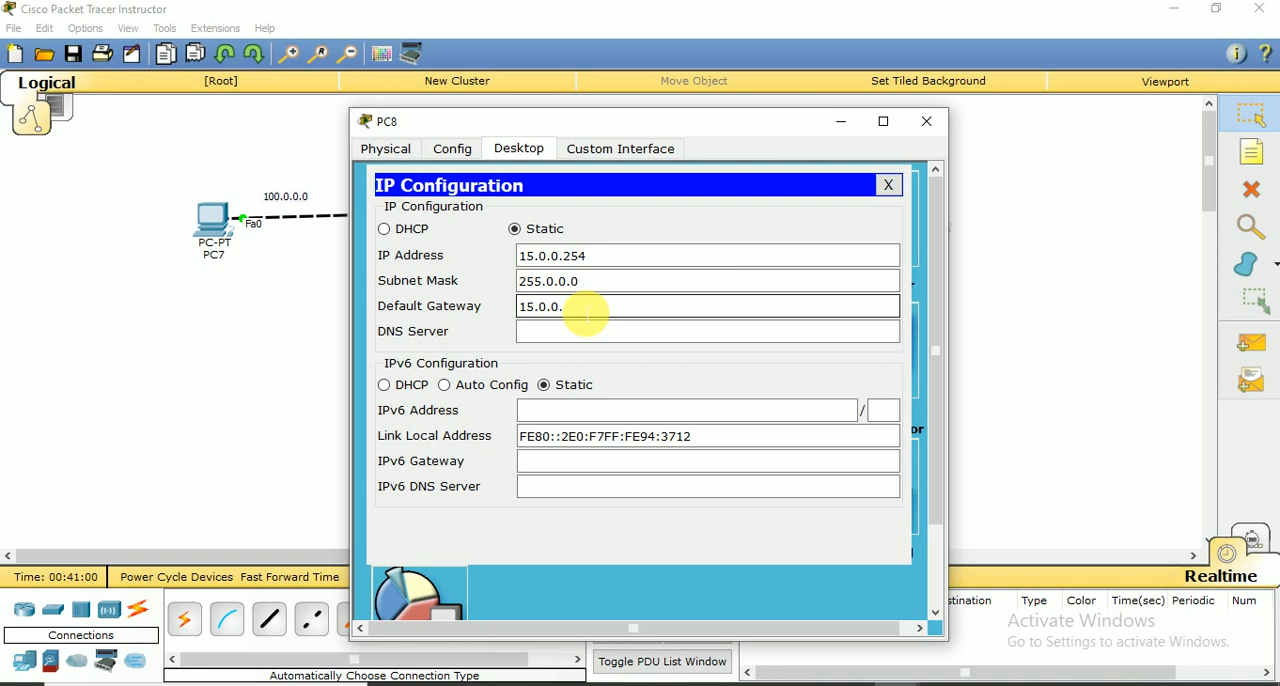 Cisco Packet Tracer Instructor
File Edit Options View Tools Extensions Help
Logical [Root] New Cluster Move Object Set Tiled Background Viewport
PC8
Physical Config Desktop Custom Interface
IP Configuration X
IP Configuration
DHCP Static
IP Address 15.0.0.254
Subnet Mask 255.0.0.0
Default Gateway 15.0.0.
DNS Server
IPv6 Configuration
DHCP Auto Config Static
IPv6 Address /
Link Local Address FE80::2E0:F7FF:FE94:3712
IPv6 Gateway
IPv6 DNS Server
100.0.0.0
Fa0
PC-PT
PC7
or
Time: 00:41:00 Power Cycle Devices Fast Forward Time
Realtime
Connections
Automatically Choose Connection Type
Toggle PDU List Window
stination Type Color Time(sec) Periodic Num
Activate Windows
Go to Settings to activate Windows.